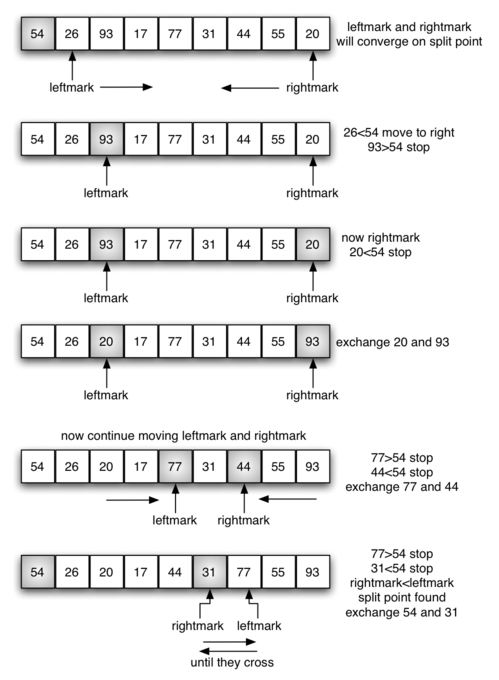 54 26 93 17 77 31 44 55 20
leftmark and rightmark
will converge on split point
leftmark rightmark
54 26 93 17 77 31 44 55 20
26<54 move to right
93>54 stop
leftmark rightmark
54 26 93 17 77 31 44 55 20
now rightmark
20<54 stop
leftmark rightmark
54 26 20 17 77 31 44 55 93
exchange 20 and 93
leftmark rightmark
now continue moving leftmark and rightmark
54 26 20 17 77 31 44 55 93
77>54 stop
44<54 stop
exchange 77 and 44
leftmark rightmark
54 26 20 17 44 31 77 55 93
77>54 stop
31<54 stop
rightmark<leftmark
split point found
exchange 54 and 31
rightmark leftmark
until they cross